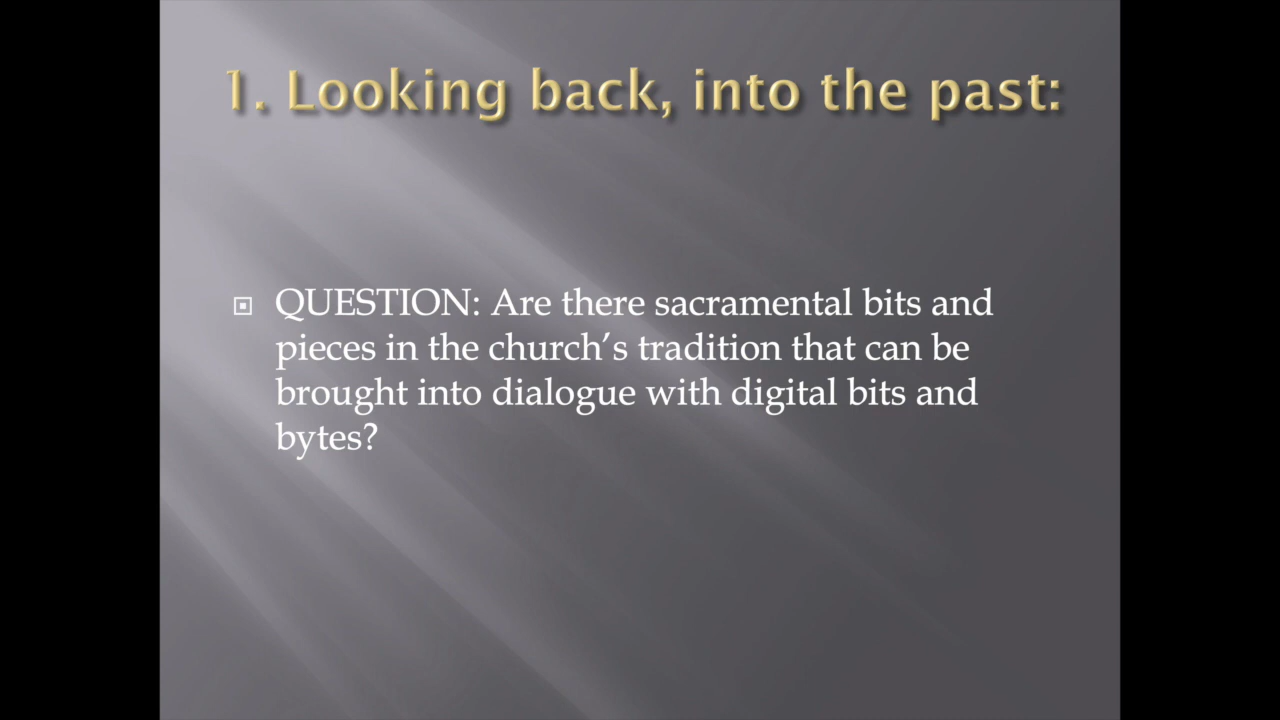 1. Looking back, into the past:
QUESTION: Are there sacramental bits and
pieces in the church’s tradition that can be
brought into dialogue with digital bits and
bytes?